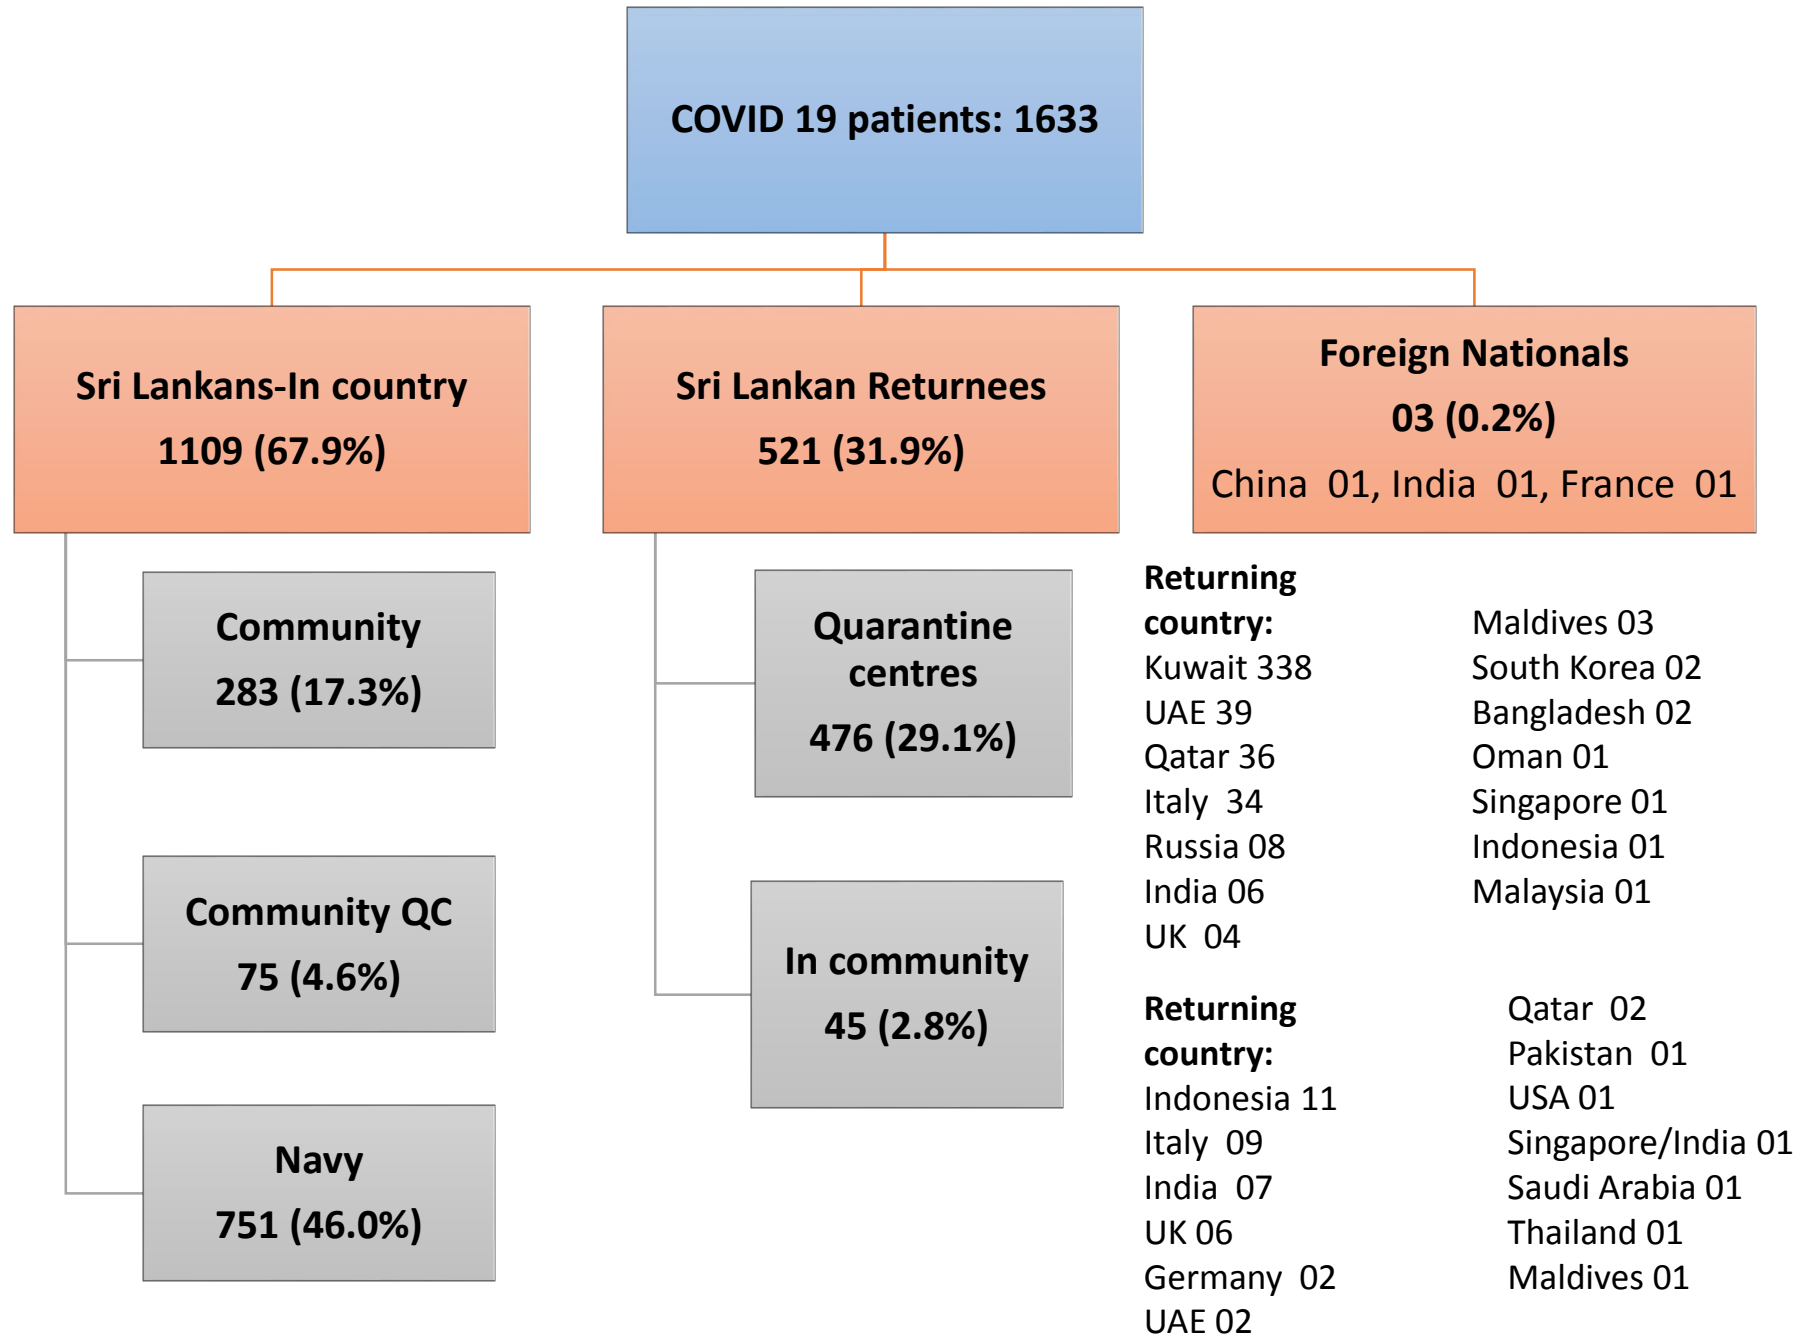 COVID 19 patients: 1633
Sri Lankans-In country
1109 (67.9%)
Sri Lankan Returnees
521 (31.9%)
Foreign Nationals
03 (0.2%)
China  01, India  01, France  01
Community
283 (17.3%)
Community QC
75 (4.6%)
Navy
751 (46.0%)
Quarantine
centres
476 (29.1%)
In community
45 (2.8%)
Returning
country:
Kuwait 338
UAE 39
Qatar 36
Italy  34
Russia 08
India 06
UK  04
Maldives 03
South Korea 02
Bangladesh 02
Oman 01
Singapore 01
Indonesia 01
Malaysia 01
Returning
country:
Indonesia 11
Italy  09
India  07
UK 06
Germany  02
UAE 02
Qatar  02
Pakistan  01
USA 01
Singapore/India 01
Saudi Arabia 01
Thailand 01
Maldives 01